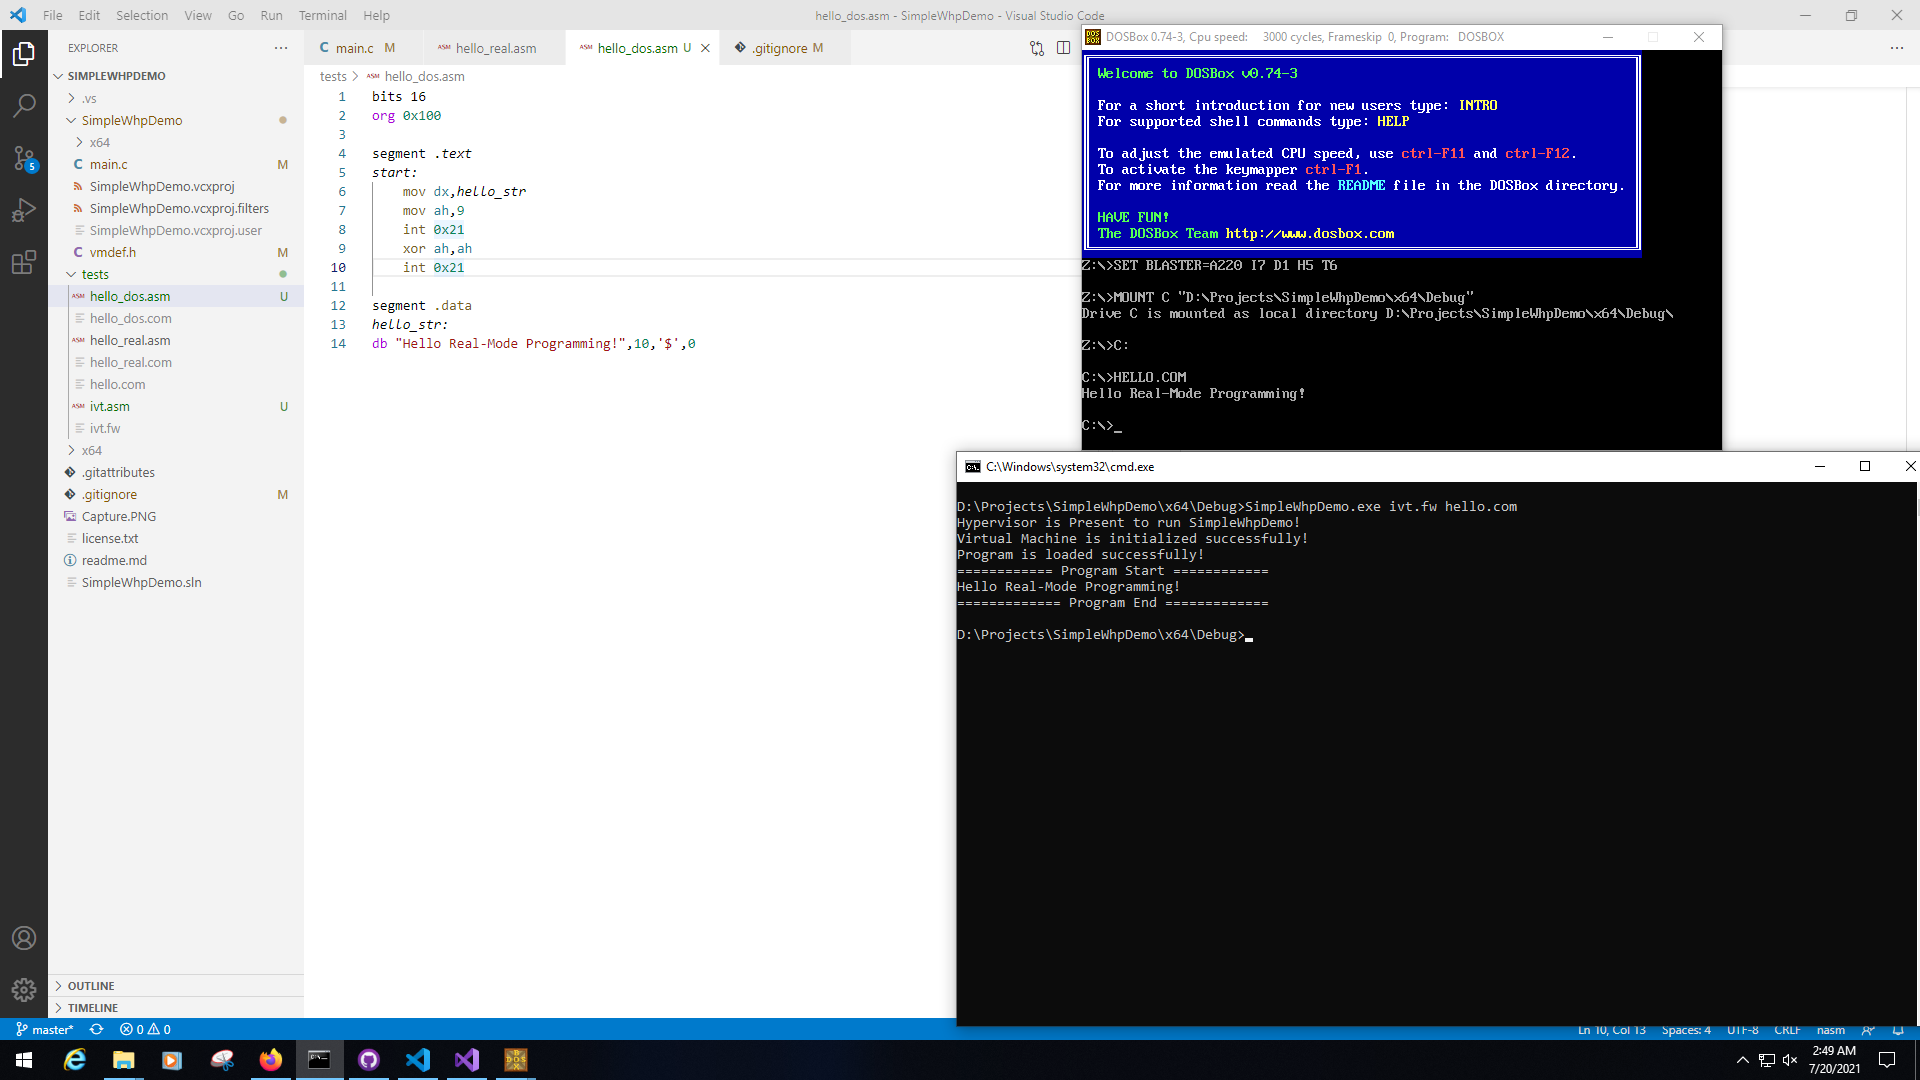 File Edit Selection View Go Run Terminal Help
hello_dos.asm - SimpleWhpDemo - Visual Studio Code
EXPLORER
SIMPLEWHPDEMO
.vs
SimpleWhpDemo
x64
C main.c M
SimpleWhpDemo.vcxproj
SimpleWhpDemo.vcxproj.filters
SimpleWhpDemo.vcxproj.user
C vmdef.h M
tests
ASM hello_dos.asm U
hello_dos.com
ASM hello_real.asm
hello_real.com
hello.com
ASM ivt.asm U
ivt.fw
x64
.gitattributes
.gitignore M
Capture.PNG
license.txt
readme.md
SimpleWhpDemo.sln
OUTLINE
TIMELINE
5
C main.c M
ASM hello_real.asm
ASM hello_dos.asm U
.gitignore M
tests > ASM hello_dos.asm
1 bits 16
2 org 0x100
3
4 segment .text
5 start:
6 mov dx,hello_str
7 mov ah,9
8 int 0x21
9 xor ah,ah
10 int 0x21
11
12 segment .data
13 hello_str:
14 db "Hello Real-Mode Programming!",10,'$',0
DOSBox 0.74-3, Cpu speed: 3000 cycles, Frameskip 0, Program: DOSBOX
Welcome to DOSBox v0.74-3
For a short introduction for new users type: INTRO
For supported shell commands type: HELP
To adjust the emulated CPU speed, use ctrl-F11 and ctrl-F12.
To activate the keymapper ctrl-F1.
For more information read the README file in the DOSBox directory.
HAVE FUN!
The DOSBox Team http://www.dosbox.com
Z:\>SET BLASTER=A220 I7 D1 H5 T6
Z:\>MOUNT C "D:\Projects\SimpleWhpDemo\x64\Debug"
Drive C is mounted as local directory D:\Projects\SimpleWhpDemo\x64\Debug\
Z:\>C:
C:\>HELLO.COM
Hello Real-Mode Programming!
C:\>_
C:\Windows\system32\cmd.exe
D:\Projects\SimpleWhpDemo\x64\Debug>SimpleWhpDemo.exe ivt.fw hello.com
Hypervisor is Present to run SimpleWhpDemo!
Virtual Machine is initialized successfully!
Program is loaded successfully!
============ Program Start ============
Hello Real-Mode Programming!
============= Program End =============
D:\Projects\SimpleWhpDemo\x64\Debug>
master* 0 0
Ln 10, Col 13 Spaces: 4 UTF-8 CRLF nasm
2:49 AM
7/20/2021